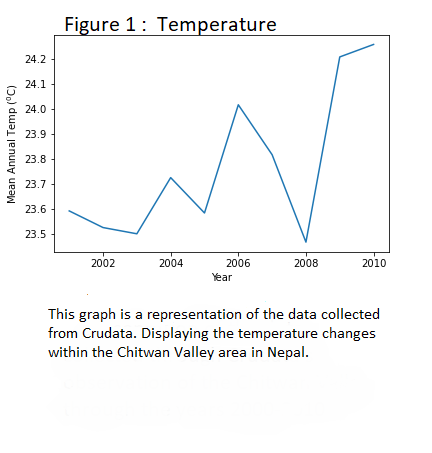 Figure 1 : Temperature
24.2
24.1
24.0
23.9
23.8
23.7
23.6
23.5
Mean Annual Temp (⁰C)
2002 2004 2006 2008 2010
Year
This graph is a representation of the data collected
from Crudata. Displaying the temperature changes
within the Chitwan Valley area in Nepal.